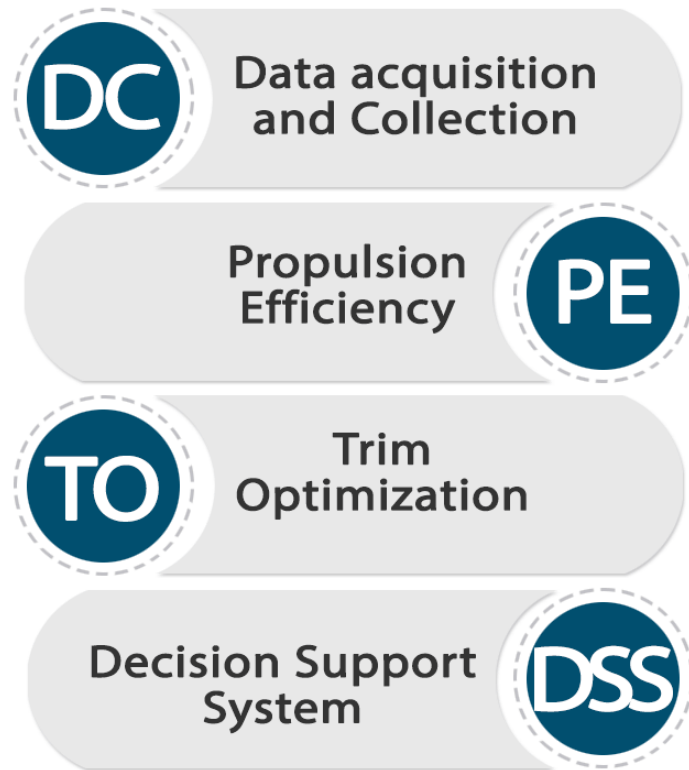 DC
Data acquisition
and Collection
Propulsion
Efficiency
PE
TO
Trim
Optimization
Decision Support
System
DSS